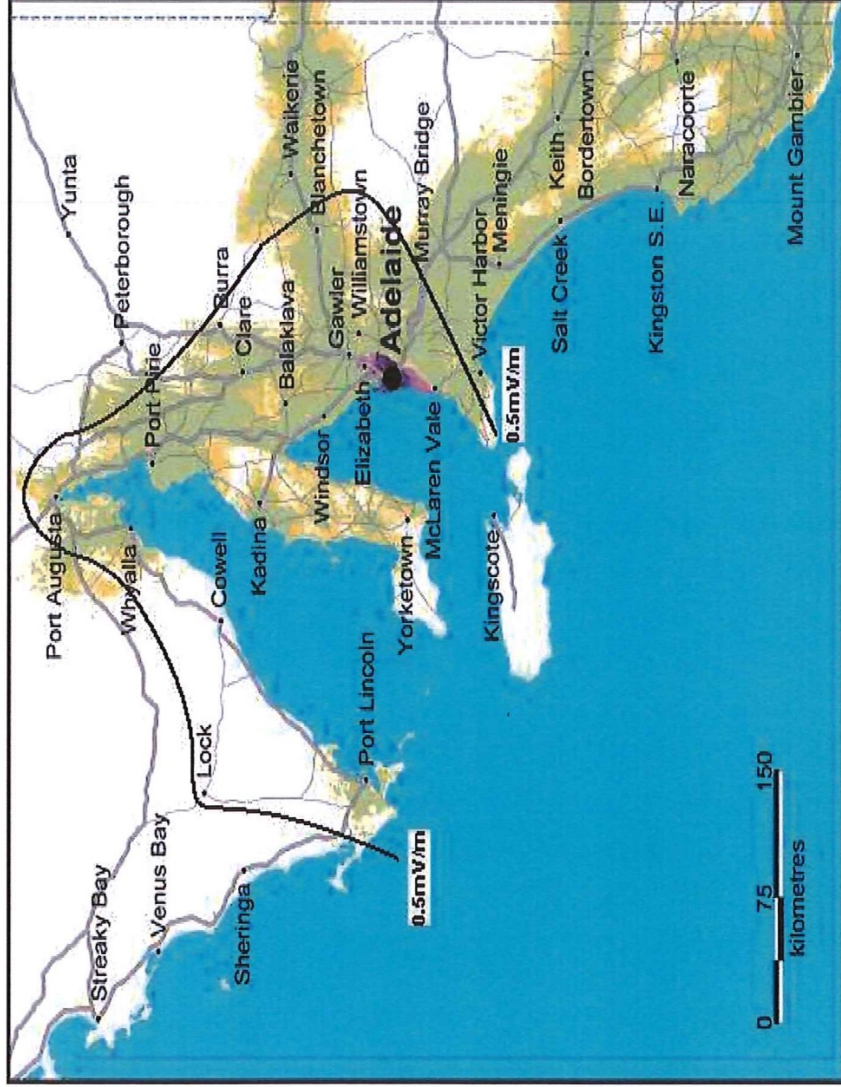 Yunta
Port Augusta
Peterborough
Streaky Bay
Whyalla
Port Pirie
Venus Bay
Cowell
Burra
Lock
Clare
Sheringa
Kadina
Balaklava
Waikerie
Blanchetown
Windsor
Gawler
Williamstown
Elizabeth
Port Lincoln
Adelaide
Yorketown
Murray Bridge
McLaren Vale
0.5mV/m
Victor Harbor
Meningie
Kingscote
0.5mV/m
Keith
Salt Creek
Bordertown
Kingston S.E.
Naracoorte
Mount Gambier
0 75 150
kilometres